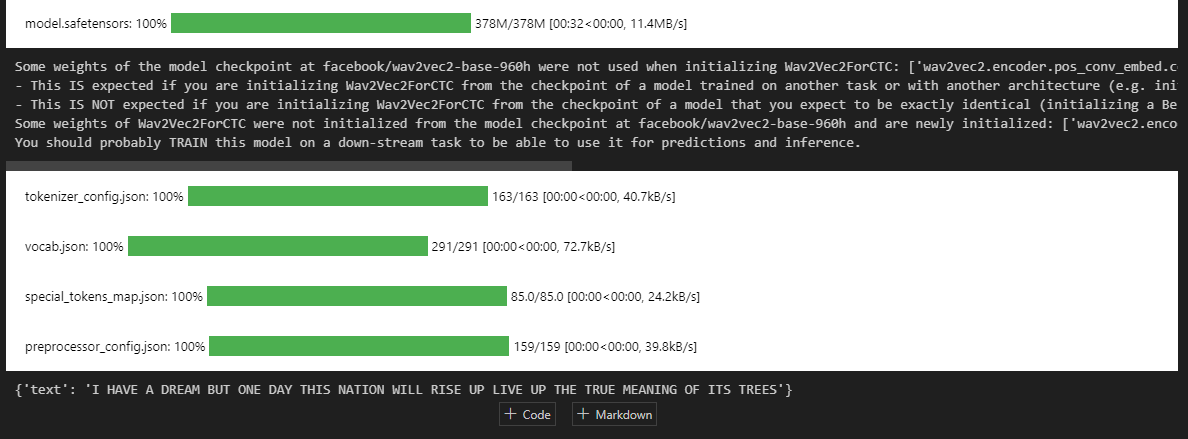 model.safetensors: 100% 378M/378M [00:32<00:00, 11.4MB/s]
Some weights of the model checkpoint at facebook/wav2vec2-base-960h were not used when initializing Wav2Vec2ForCTC: ['wav2vec2.encoder.pos_conv_embed.c
- This IS expected if you are initializing Wav2Vec2ForCTC from the checkpoint of a model trained on another task or with another architecture (e.g. ini
- This IS NOT expected if you are initializing Wav2Vec2ForCTC from the checkpoint of a model that you expect to be exactly identical (initializing a Be
Some weights of Wav2Vec2ForCTC were not initialized from the model checkpoint at facebook/wav2vec2-base-960h and are newly initialized: ['wav2vec2.enco
You should probably TRAIN this model on a down-stream task to be able to use it for predictions and inference.
tokenizer_config.json: 100% 163/163 [00:00<00:00, 40.7kB/s]
vocab.json: 100% 291/291 [00:00<00:00, 72.7kB/s]
special_tokens_map.json: 100% 85.0/85.0 [00:00<00:00, 24.2kB/s]
preprocessor_config.json: 100% 159/159 [00:00<00:00, 39.8kB/s]
{'text': 'I HAVE A DREAM BUT ONE DAY THIS NATION WILL RISE UP LIVE UP THE TRUE MEANING OF ITS TREES'}
+ Code + Markdown